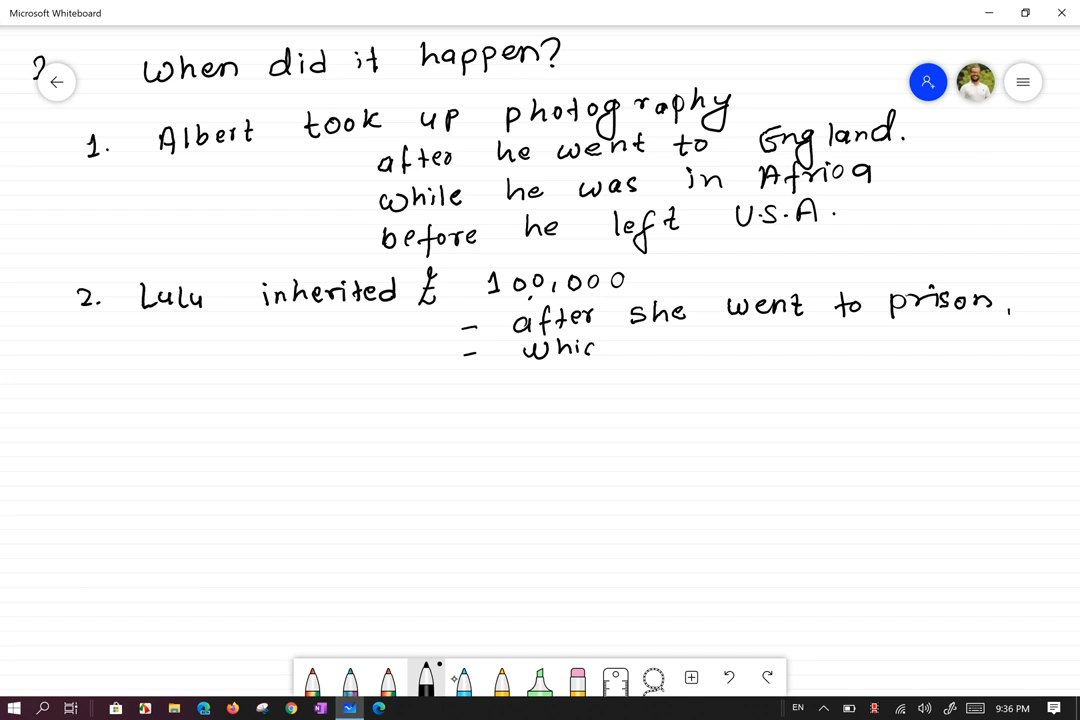 Microsoft Whiteboard
? When did it happen?
1. Albert took up photography
after he went to England.
while he was in Africa
before he left U.S.A.
2. Lulu inherited £ 100,000
- after she went to prison.
- whic
EN 9:36 PM